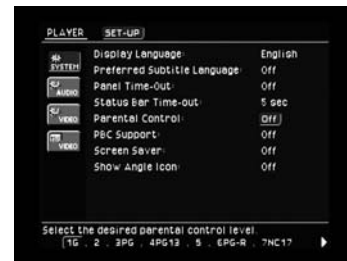 PLAYER SET-UP
SYSTEM
AUDIO
VIDEO
VIDEO
Display Language: English
Preferred Subtitle Language: Off
Panel Time-Out: Off
Status Bar Time-out: 5 sec
Parental Control: Off
PBC Support: Off
Screen Saver: Off
Show Angle Icon: Off
Select the desired parental control level.
1G . 2 . 3PG . 4PG13 . 5 . 6PG-R . 7NC17